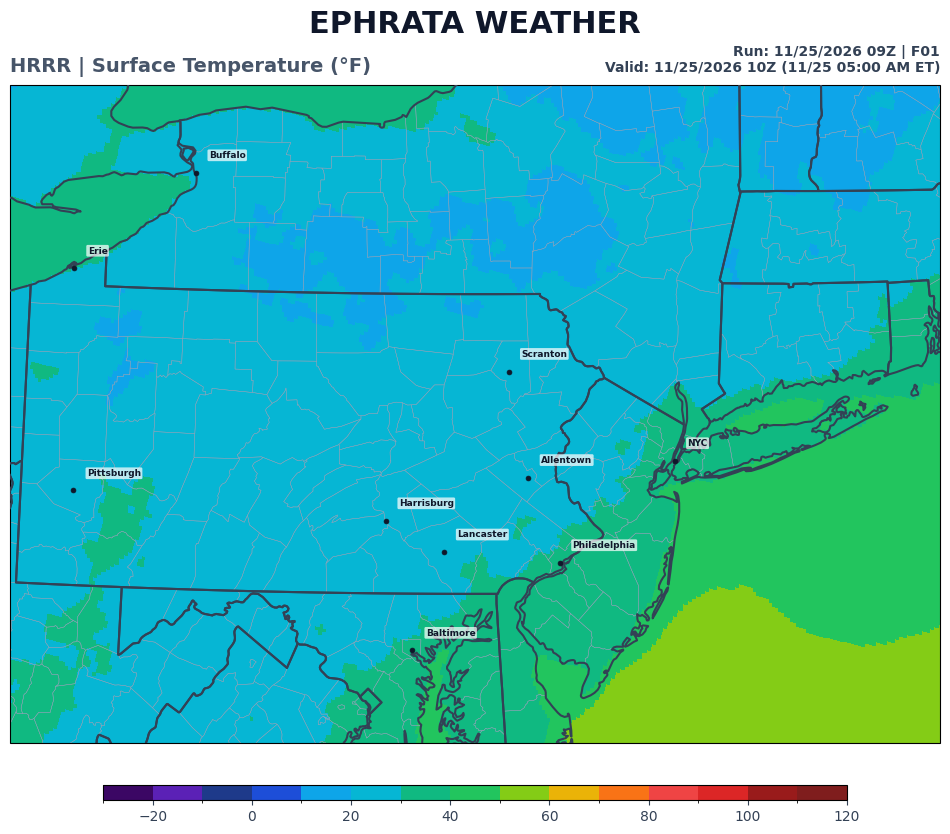 EPHRATA WEATHER
HRRR | Surface Temperature (°F)
Run: 11/25/2026 09Z | F01
Valid: 11/25/2026 10Z (11/25 05:00 AM ET)
Buffalo
Erie
Scranton
NYC
Allentown
Pittsburgh
Harrisburg
Lancaster
Philadelphia
Baltimore
−20 0 20 40 60 80 100 120